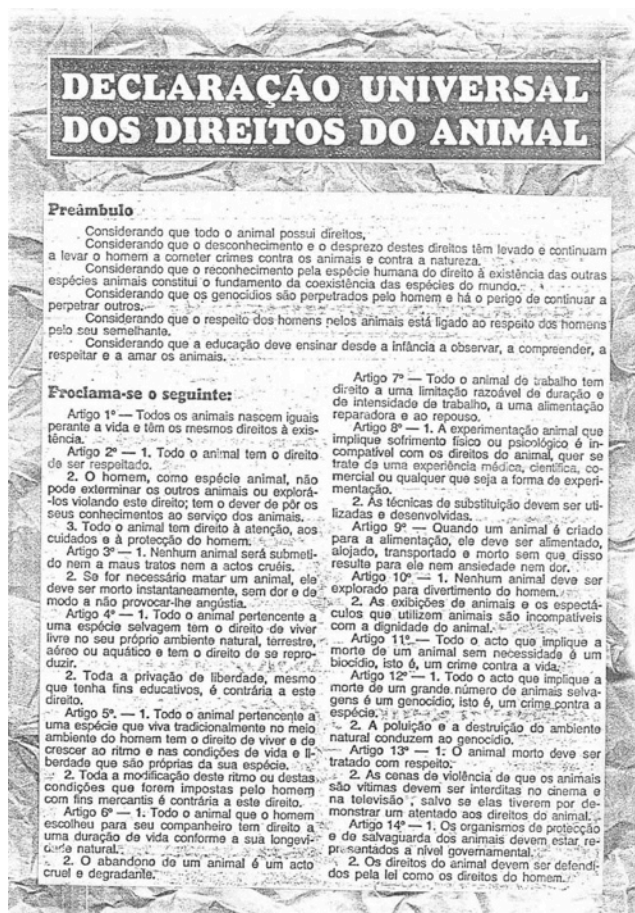 DECLARAÇÃO UNIVERSAL
DOS DIREITOS DO ANIMAL
Preâmbulo
Considerando que todo o animal possui direitos,
Considerando que o desconhecimento e o desprezo destes direitos têm levado e continuam
a levar o homem a cometer crimes contra os animais e contra a natureza.
Considerando que o reconhecimento pela espécie humana do direito à existência das outras
espécies animais constitui o fundamento da coexistência das espécies do mundo.
Considerando que os genocídios são perpetrados pelo homem e há o perigo de continuar a
perpetrar outros.
Considerando que o respeito dos homens pelos animais está ligado ao respeito dos homens
pelo seu semelhante.
Considerando que a educação deve ensinar desde a infância a observar, a compreender, a
respeitar e a amar os animais.
Proclama-se o seguinte:
Artigo 1º — Todos os animais nascem iguais
perante a vida e têm os mesmos direitos à exis-
tência.
Artigo 2º — 1. Todo o animal tem o direito
de ser respeitado.
2. O homem, como espécie animal, não
pode exterminar os outros animais ou explorá-
-los violando este direito; tem o dever de pôr os
seus conhecimentos ao serviço dos animais.
3. Todo o animal tem direito à atenção, aos
cuidados e à protecção do homem.
Artigo 3º — 1. Nenhum animal será submeti-
do nem a maus tratos nem a actos cruéis.
2. Se for necessário matar um animal, ele
deve ser morto instantaneamente, sem dor e de
modo a não provocar-lhe angústia.
Artigo 4º — 1. Todo o animal pertencente a
uma espécie selvagem tem o direito de viver
livre no seu próprio ambiente natural, terrestre,
aéreo ou aquático e tem o direito de se repro-
duzir.
2. Toda a privação de liberdade, mesmo
que tenha fins educativos, é contrária a este
direito.
Artigo 5º. — 1. Todo o animal pertencente a
uma espécie que viva tradicionalmente no meio
ambiente do homem tem o direito de viver e de
crescer ao ritmo e nas condições de vida e li-
berdade que são próprias da sua espécie.
2. Toda a modificação deste ritmo ou destas
condições que forem impostas pelo homem
com fins mercantis é contrária a este direito.
Artigo 6º — 1. Todo o animal que o homem
escolheu para seu companheiro tem direito a
uma duração de vida conforme a sua longevi-
dade natural.
2. O abandono de um animal é um acto
cruel e degradante.
Artigo 7º — Todo o animal de trabalho tem
direito a uma limitação razoável de duração e
de intensidade de trabalho, a uma alimentação
reparadora e ao repouso.
Artigo 8º — 1. A experimentação animal que
implique sofrimento físico ou psicológico é in-
compatível com os direitos do animal, quer se
trate de uma experiência médica, científica, co-
mercial ou qualquer que seja a forma de experi-
mentação.
2. As técnicas de substituição devem ser uti-
lizadas e desenvolvidas.
Artigo 9º — Quando um animal é criado
para a alimentação, ele deve ser alimentado,
alojado, transportado e morto sem que disso
resulte para ele nem ansiedade nem dor.
Artigo 10º — 1. Nenhum animal deve ser
explorado para divertimento do homem.
2. As exibições de animais e os espectá-
culos que utilizem animais são incompatíveis
com a dignidade do animal.
Artigo 11º — Todo o acto que implique a
morte de um animal sem necessidade é um
biocídio, isto é, um crime contra a vida.
Artigo 12º — 1. Todo o acto que implique a
morte de um grande número de animais selva-
gens é um genocídio, isto é, um crime contra a
espécie.
2. A poluição e a destruição do ambiente
natural conduzem ao genocídio.
Artigo 13º — 1. O animal morto deve ser
tratado com respeito.
2. As cenas de violência de que os animais
são vítimas devem ser interditas no cinema e
na televisão, salvo se elas tiverem por de-
monstrar um atentado aos direitos do animal.
Artigo 14º — 1. Os organismos de protecção
e de salvaguarda dos animais devem estar re-
presentados a nível governamental.
2. Os direitos do animal devem ser defendi-
dos pela lei como os direitos do homem.